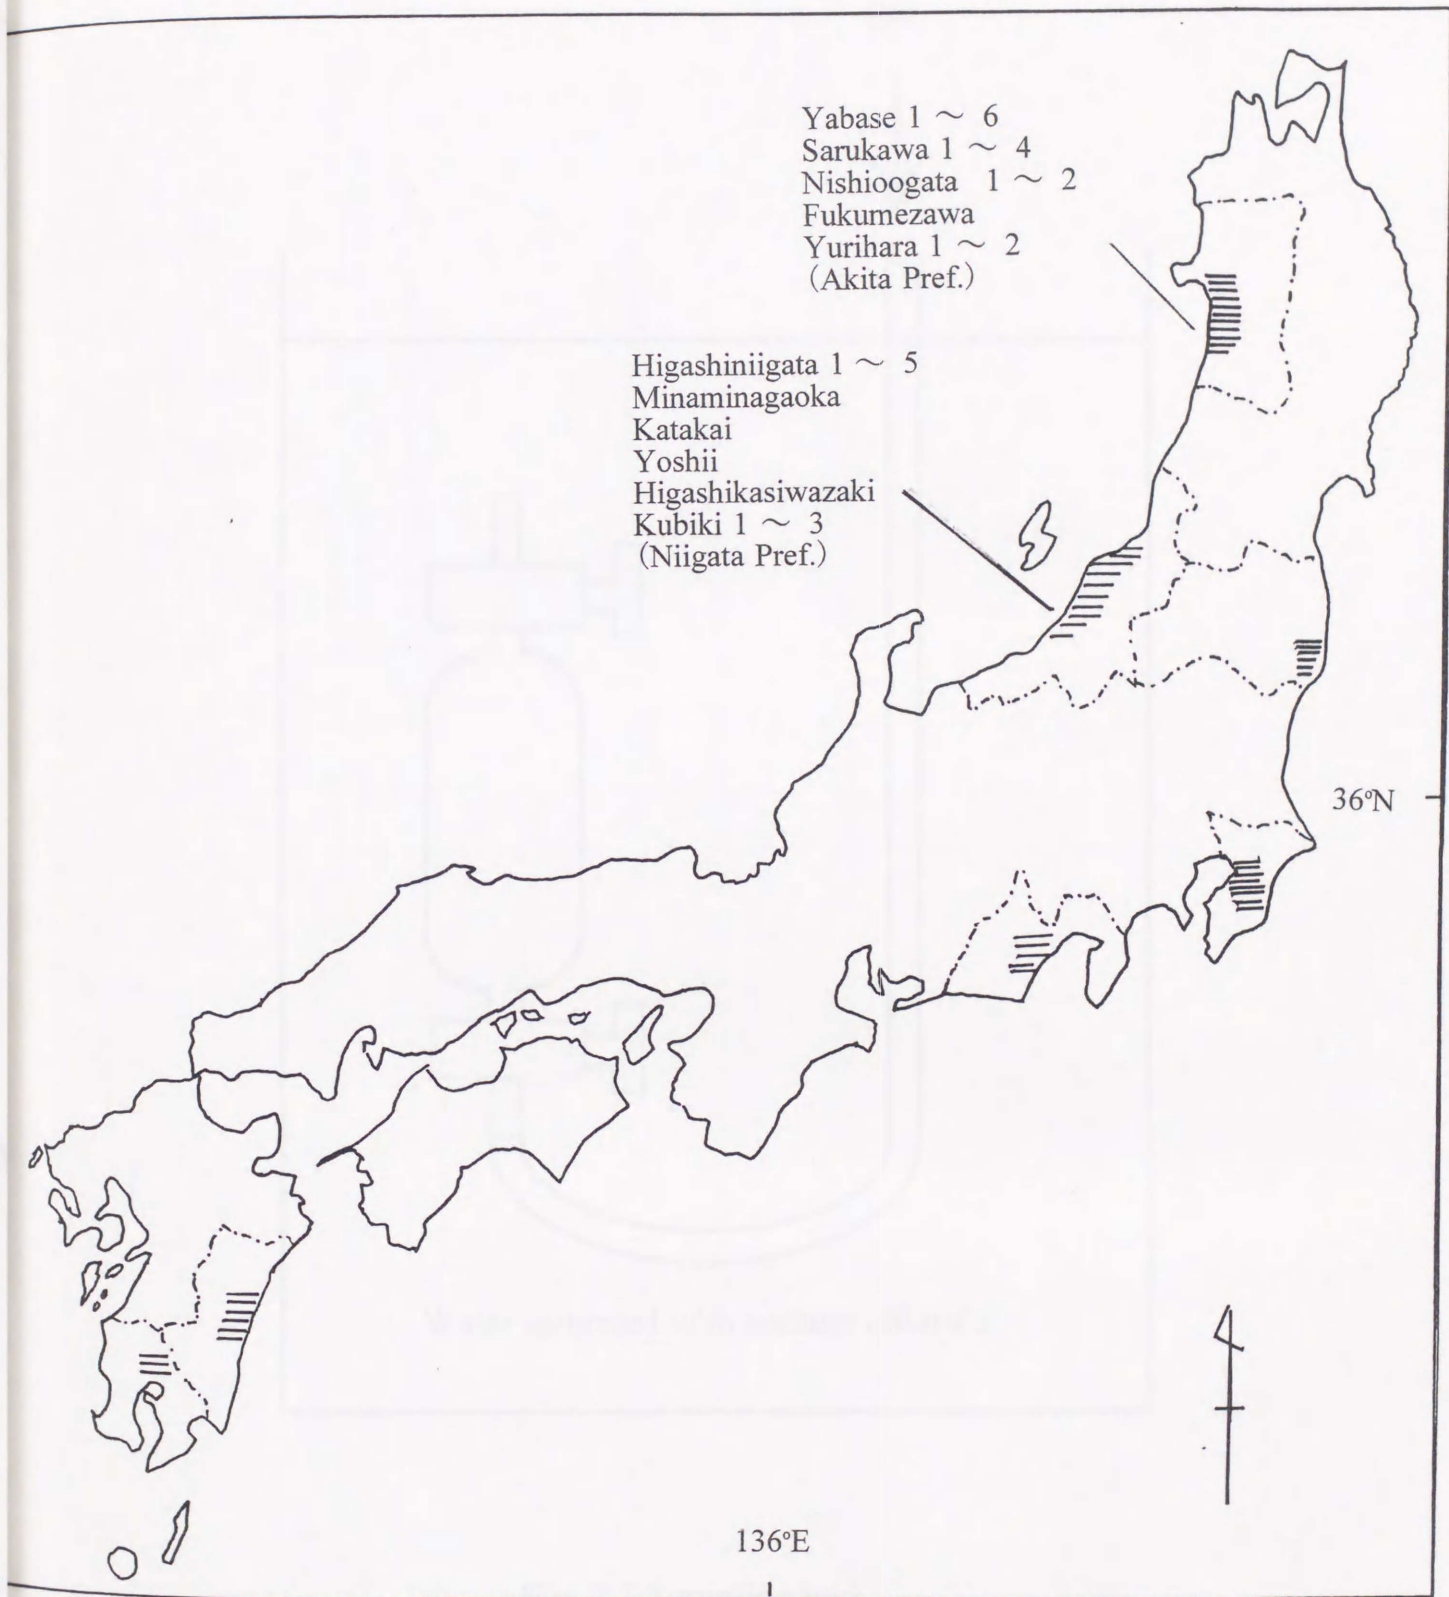 Yabase 1 ～ 6
Sarukawa 1 ～ 4
Nishioogata 1 ～ 2
Fukumezawa
Yurihara 1 ～ 2
(Akita Pref.)
Higashiniigata 1 ～ 5
Minaminagaoka
Katakai
Yoshii
Higashikasiwazaki
Kubiki 1 ～ 3
(Niigata Pref.)
36°N
136°E